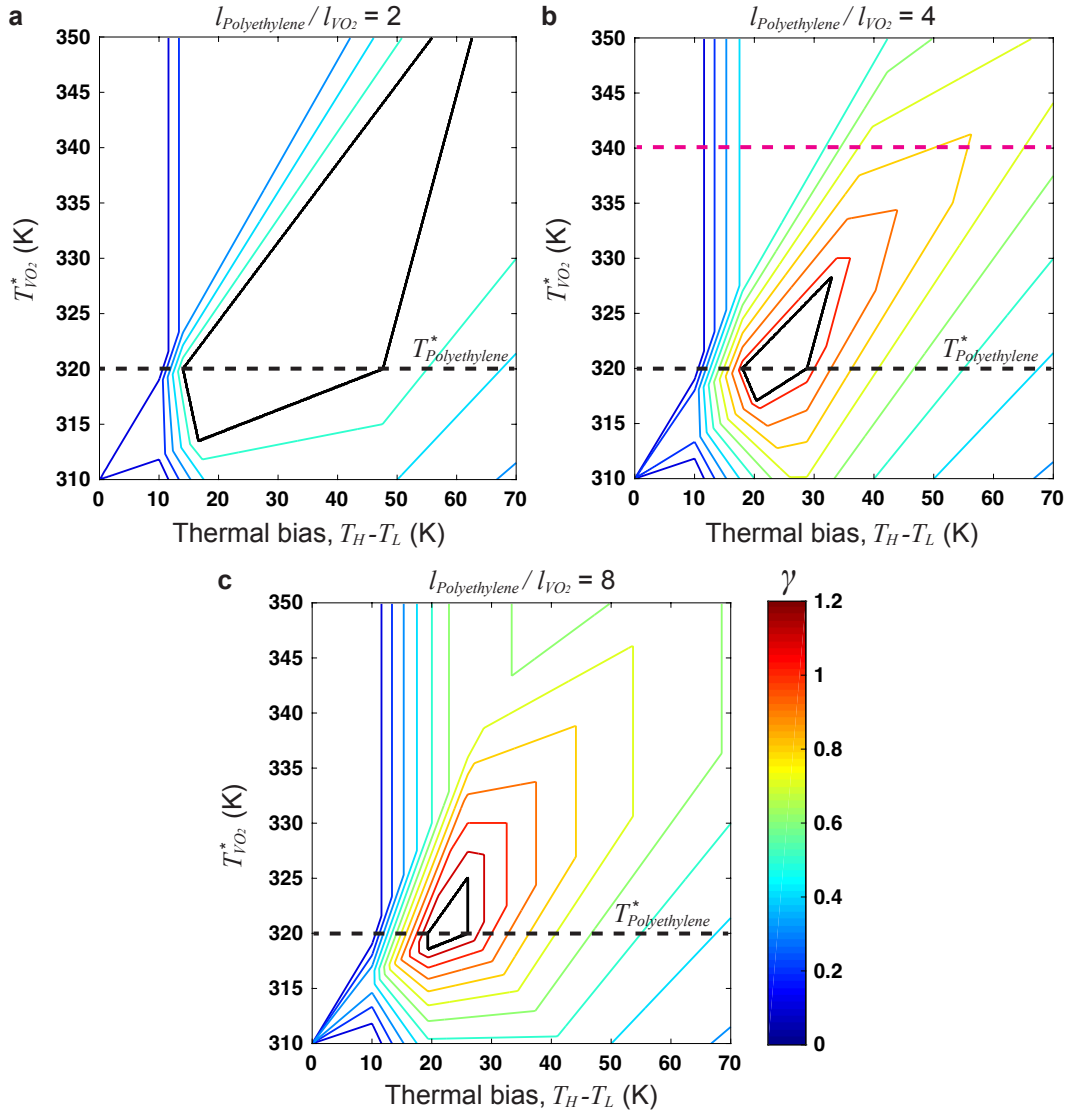 a
l_Polyethylene / l_VO₂ = 2
350
345
340
335
330
325
320
315
310
T*_VO₂ (K)
T*_Polyethylene
0 10 20 30 40 50 60 70
Thermal bias, T_H-T_L (K)
b
l_Polyethylene / l_VO₂ = 4
350
345
340
335
330
325
320
315
310
T*_VO₂ (K)
T*_Polyethylene
0 10 20 30 40 50 60 70
Thermal bias, T_H-T_L (K)
c
l_Polyethylene / l_VO₂ = 8
350
345
340
335
330
325
320
315
310
T*_VO₂ (K)
T*_Polyethylene
0 10 20 30 40 50 60 70
Thermal bias, T_H-T_L (K)
γ
1.2
1
0.8
0.6
0.4
0.2
0